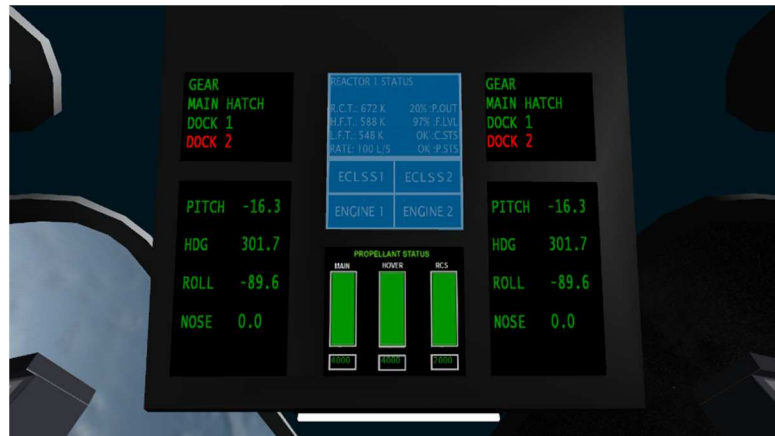 GEAR
MAIN HATCH
DOCK 1
DOCK 2
PITCH -16.3
HDG 301.7
ROLL -89.6
NOSE 0.0
REACTOR 1 STATUS
R.C.T.: 672 K 20% :P.OUT
H.F.T.: 588 K 97% :F.LVL
L.F.T.: 548 K OK :C.STS
RATE: 100 L/S OK :P.STS
ECLSS1 ECLSS2
ENGINE 1 ENGINE 2
PROPELLANT STATUS
MAIN HOVER RCS
4000 4000 2000
GEAR
MAIN HATCH
DOCK 1
DOCK 2
PITCH -16.3
HDG 301.7
ROLL -89.6
NOSE 0.0